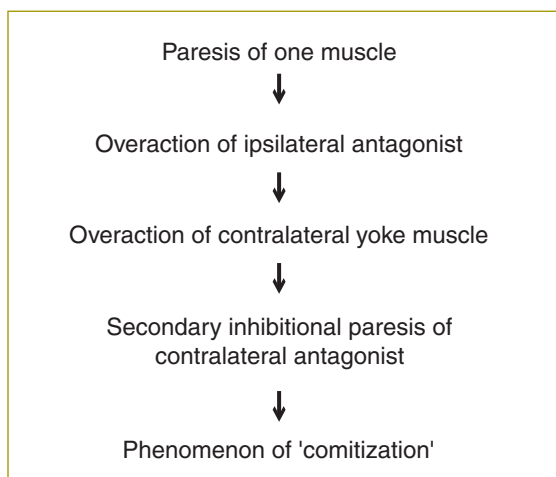 Paresis of one muscle
Overaction of ipsilateral antagonist
Overaction of contralateral yoke muscle
Secondary inhibitional paresis of
contralateral antagonist
Phenomenon of 'comitization'